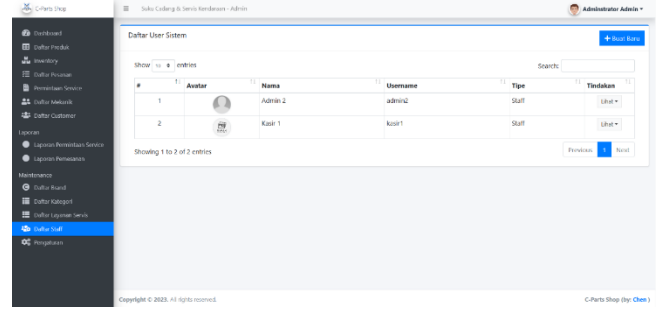 C-Parts Shop
Suku Cadang & Servis Kendaraan - Admin
Adminstrator Admin
Dashboard
Daftar Produk
Inventory
Daftar Pesanan
Permintaan Service
Daftar Mekanik
Daftar Customer
Laporan
Laporan Permintaan Service
Laporan Pemesanan
Maintenance
Daftar Brand
Daftar Kategori
Daftar Layanan Servis
Daftar Staff
Pengaturan
Daftar User Sistem
+ Buat Baru
Show 10 entries
Search:
# Avatar Nama Username Tipe Tindakan
1 Admin 2 admin2 Staff Lihat
2 Kasir 1 kasir1 Staff Lihat
Showing 1 to 2 of 2 entries
Previous 1 Next
Copyright © 2023. All rights reserved.
C-Parts Shop (by: Chen )